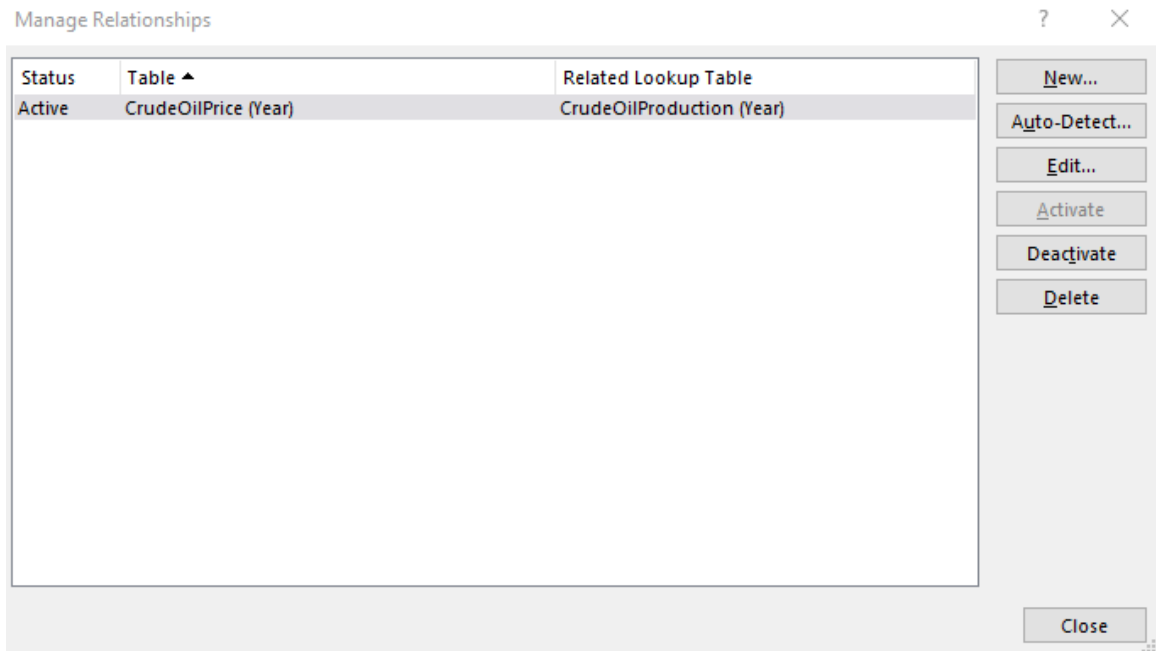 Manage Relationships ?
Status Table Related Lookup Table
Active CrudeOilPrice (Year) CrudeOilProduction (Year)
New...
Auto-Detect...
Edit...
Activate
Deactivate
Delete
Close